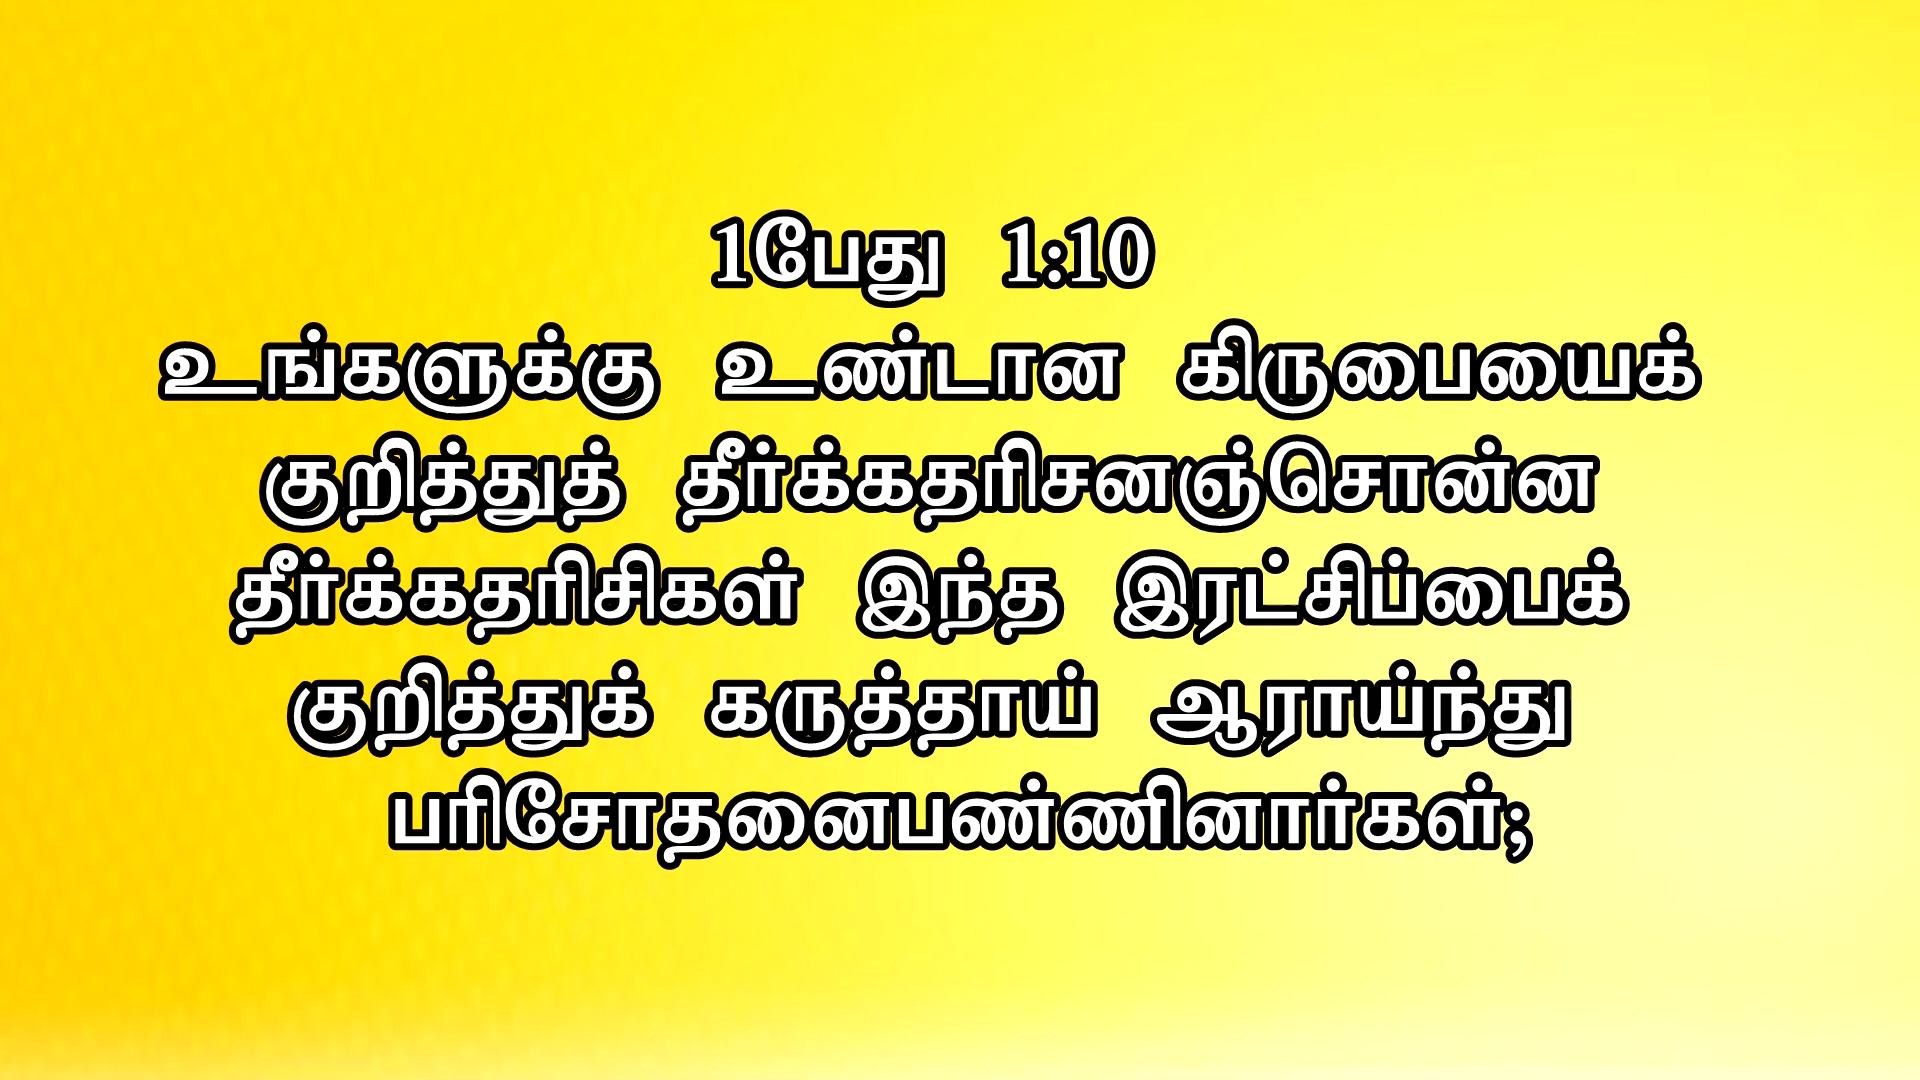 1பேது 1:10
உங்களுக்கு உண்டான கிருபையைக்
குறித்துத் தீர்க்கதரிசனஞ்சொன்ன
தீர்க்கதரிசிகள் இந்த இரட்சிப்பைக்
குறித்துக் கருத்தாய் ஆராய்ந்து
பரிசோதனைபண்ணினார்கள்;